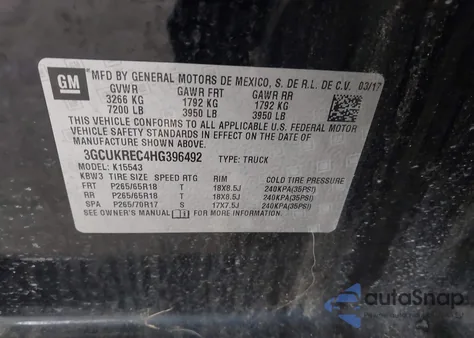 GM MFD BY GENERAL MOTORS DE MEXICO, S. DE R.L. DE C.V. 03/17
GVWR GAWR FRT GAWR RR
3266 KG 1792 KG 1792 KG
7200 LB 3950 LB 3950 LB
THIS VEHICLE CONFORMS TO ALL APPLICABLE U.S. FEDERAL MOTOR
VEHICLE SAFETY STANDARDS IN EFFECT ON THE DATE OF
MANUFACTURE SHOWN ABOVE.
3GCUKREC4HG396492 TYPE: TRUCK
MODEL: K15543
KBW3 TIRE SIZE SPEED RTG RIM COLD TIRE PRESSURE
FRT P265/65R18 T 18X8.5J 240KPA(35PSI)
RR P265/65R18 T 18X8.5J 240KPA(35PSI)
SPA P265/70R17 S 17X7.5J 240KPA(35PSI)
SEE OWNER'S MANUAL FOR MORE INFORMATION.
autoSnap